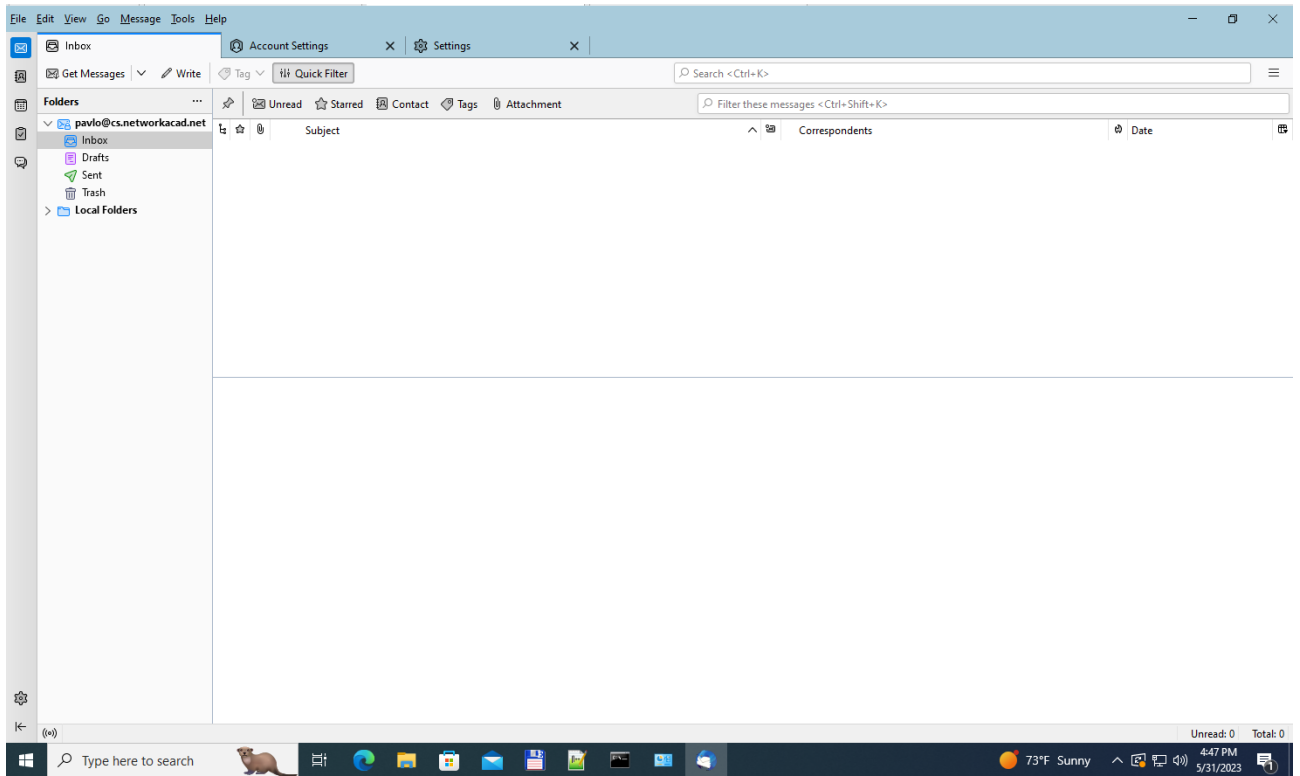 File Edit View Go Message Tools Help
Inbox Account Settings Settings
Get Messages Write Tag Quick Filter Search <Ctrl+K>
Folders ... Unread Starred Contact Tags Attachment Filter these messages <Ctrl+Shift+K>
pavlo@cs.networkacad.net Subject Correspondents Date
Inbox
Drafts
Sent
Trash
Local Folders
Unread: 0 Total: 0
Type here to search 73°F Sunny 4:47 PM
5/31/2023
1